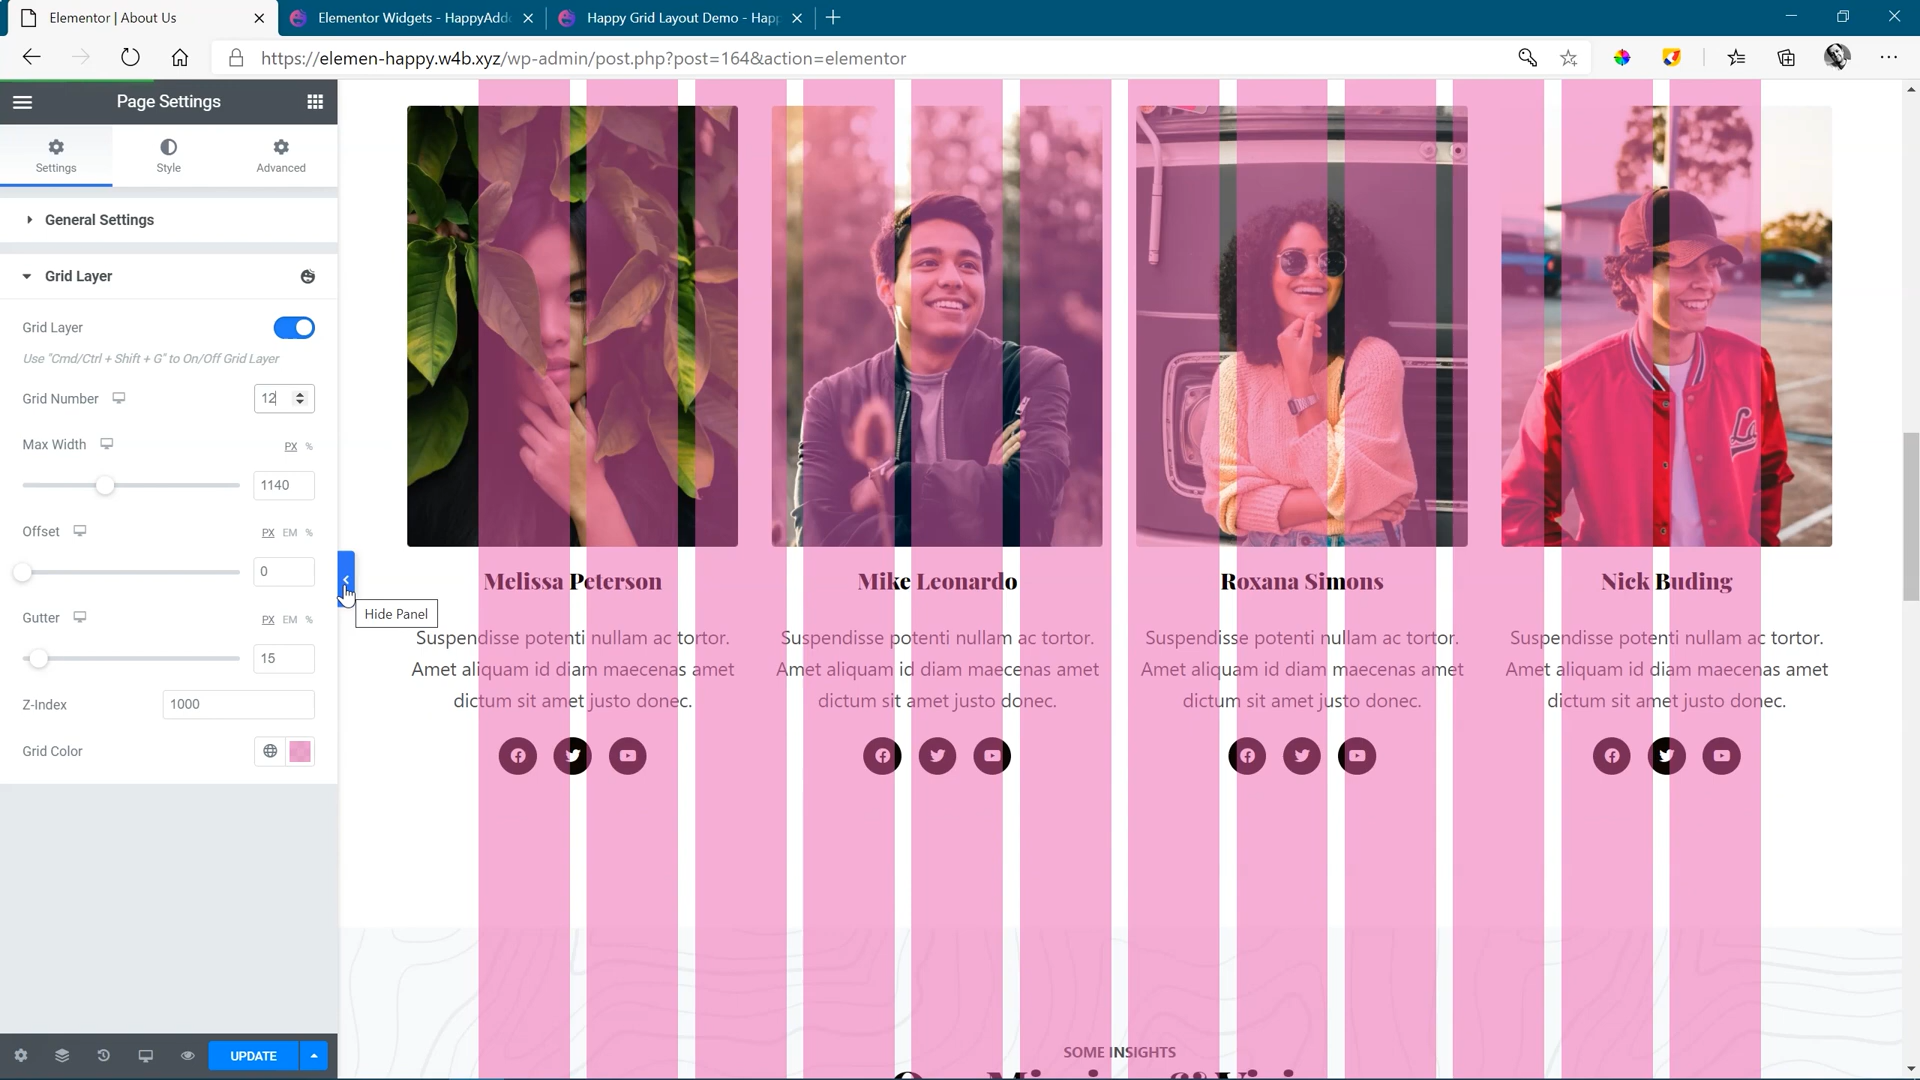 Elementor | About Us
Elementor Widgets - HappyAdd
Happy Grid Layout Demo - Hap
https://elemen-happy.w4b.xyz/wp-admin/post.php?post=164&action=elementor
Page Settings
Settings
Style
Advanced
General Settings
Grid Layer
Grid Layer
Use "Cmd/Ctrl + Shift + G" to On/Off Grid Layer
Grid Number
12
Max Width
PX %
1140
Offset
PX EM %
0
Gutter
PX EM %
15
Z-Index
1000
Grid Color
UPDATE
Hide Panel
Melissa Peterson
Suspendisse potenti nullam ac tortor.
Amet aliquam id diam maecenas amet
dictum sit amet justo donec.
Mike Leonardo
Suspendisse potenti nullam ac tortor.
Amet aliquam id diam maecenas amet
dictum sit amet justo donec.
Roxana Simons
Suspendisse potenti nullam ac tortor.
Amet aliquam id diam maecenas amet
dictum sit amet justo donec.
Nick Buding
Suspendisse potenti nullam ac tortor.
Amet aliquam id diam maecenas amet
dictum sit amet justo donec.
SOME INSIGHTS